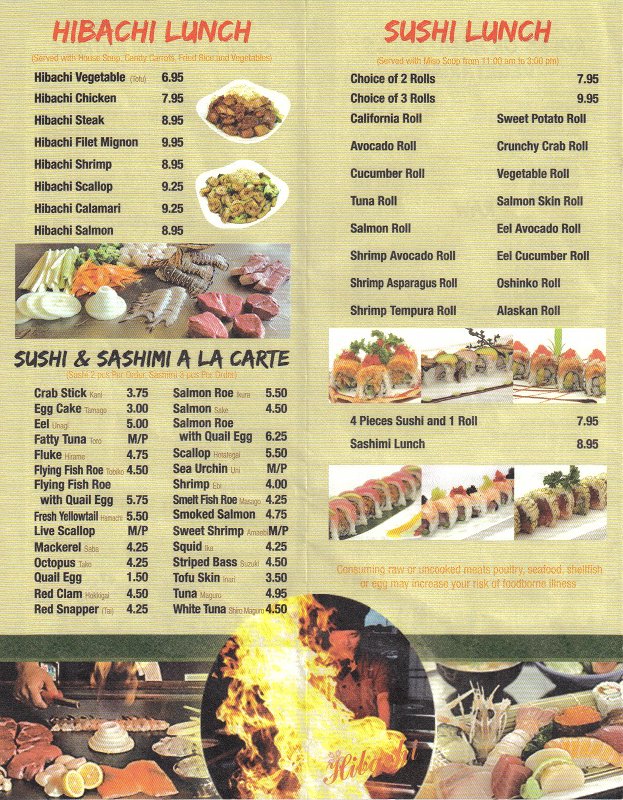 HIBACHI LUNCH
(Served with House Soup, Candy Carrots, Fried Rice and Vegetables)
Hibachi Vegetable (Tofu) 6.95
Hibachi Chicken 7.95
Hibachi Steak 8.95
Hibachi Filet Mignon 9.95
Hibachi Shrimp 8.95
Hibachi Scallop 9.25
Hibachi Calamari 9.25
Hibachi Salmon 8.95
SUSHI & SASHIMI A LA CARTE
(Sushi 2 pcs Per Order, Sashimi 3 pcs Per Order)
Crab Stick Kani 3.75
Egg Cake Tamago 3.00
Eel Unagi 5.00
Fatty Tuna Toro M/P
Fluke Hirame 4.75
Flying Fish Roe Tobiko 4.50
Flying Fish Roe
with Quail Egg 5.75
Fresh Yellowtail Hamachi 5.50
Live Scallop M/P
Mackerel Saba 4.25
Octopus Tako 4.25
Quail Egg 1.50
Red Clam Hokkigai 4.50
Red Snapper (Tai) 4.25
Salmon Roe Ikura 5.50
Salmon Sake 4.50
Salmon Roe
with Quail Egg 6.25
Scallop Hotategai 5.50
Sea Urchin Uni M/P
Shrimp Ebi 4.00
Smelt Fish Roe Masago 4.25
Smoked Salmon 4.75
Sweet Shrimp Amaebi M/P
Squid Ika 4.25
Striped Bass Suzuki 4.50
Tofu Skin Inari 3.50
Tuna Maguro 4.95
White Tuna Shiro Maguro 4.50
SUSHI LUNCH
(Served with Miso Soop from 11:00 am to 3:00 pm)
Choice of 2 Rolls 7.95
Choice of 3 Rolls 9.95
California Roll Sweet Potato Roll
Avocado Roll Crunchy Crab Roll
Cucumber Roll Vegetable Roll
Tuna Roll Salmon Skin Roll
Salmon Roll Eel Avocado Roll
Shrimp Avocado Roll Eel Cucumber Roll
Shrimp Asparagus Roll Oshinko Roll
Shrimp Tempura Roll Alaskan Roll
4 Pieces Sushi and 1 Roll 7.95
Sashimi Lunch 8.95
Consuming raw or uncooked meats poultry, seafood, shellfish
or egg may increase your risk of foodborne illness
Hibachi